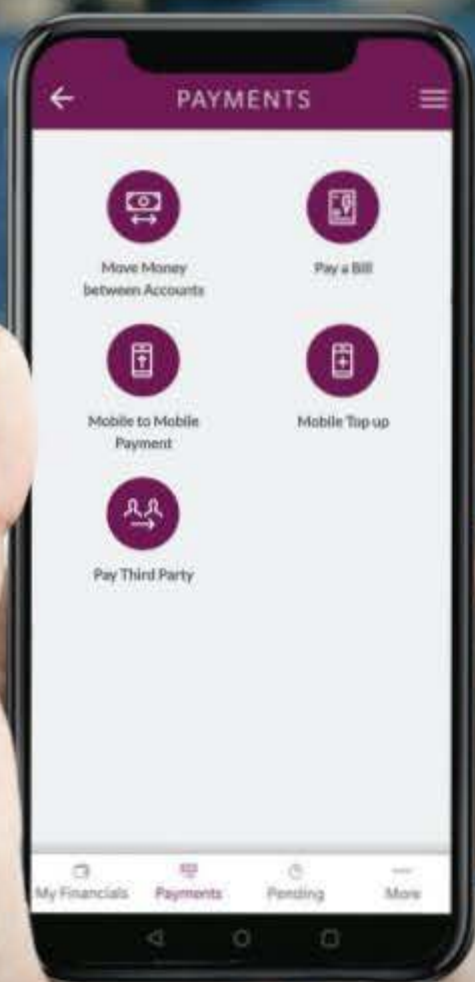 PAYMENTS
Move Money
between Accounts
Pay a Bill
Mobile to Mobile
Payment
Mobile Top up
Pay Third Party
My Financials
Payments
Pending
More